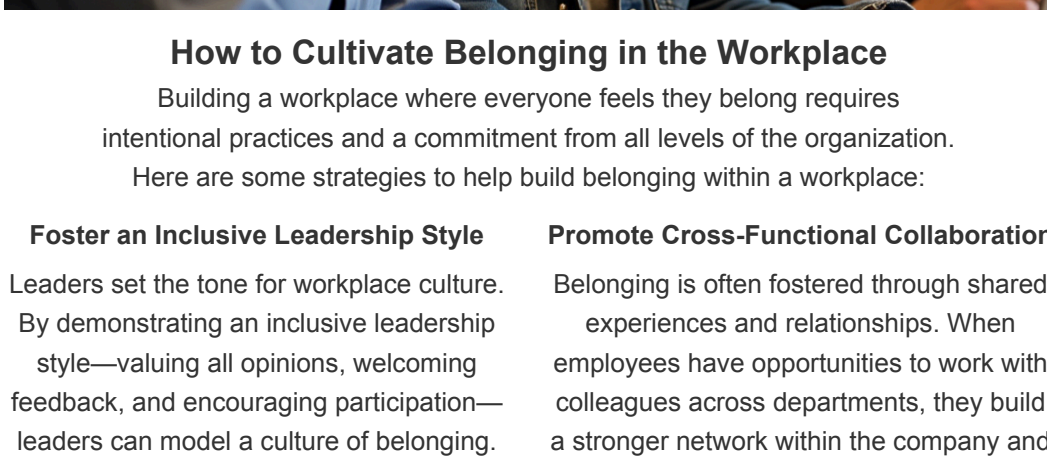 How to Cultivate Belonging in the Workplace
Building a workplace where everyone feels they belong requires
intentional practices and a commitment from all levels of the organization.
Here are some strategies to help build belonging within a workplace:
Foster an Inclusive Leadership Style
Leaders set the tone for workplace culture.
By demonstrating an inclusive leadership
style—valuing all opinions, welcoming
feedback, and encouraging participation—
leaders can model a culture of belonging.
Promote Cross-Functional Collaboration
Belonging is often fostered through shared
experiences and relationships. When
employees have opportunities to work with
colleagues across departments, they build
a stronger network within the company and